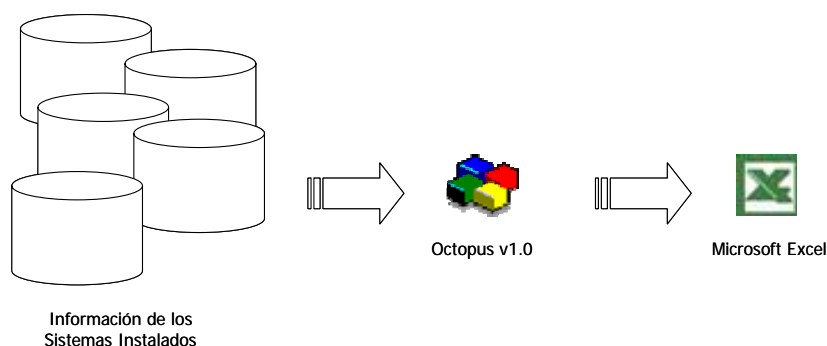 Octopus v1.0
Microsoft Excel
Información de los
Sistemas Instalados